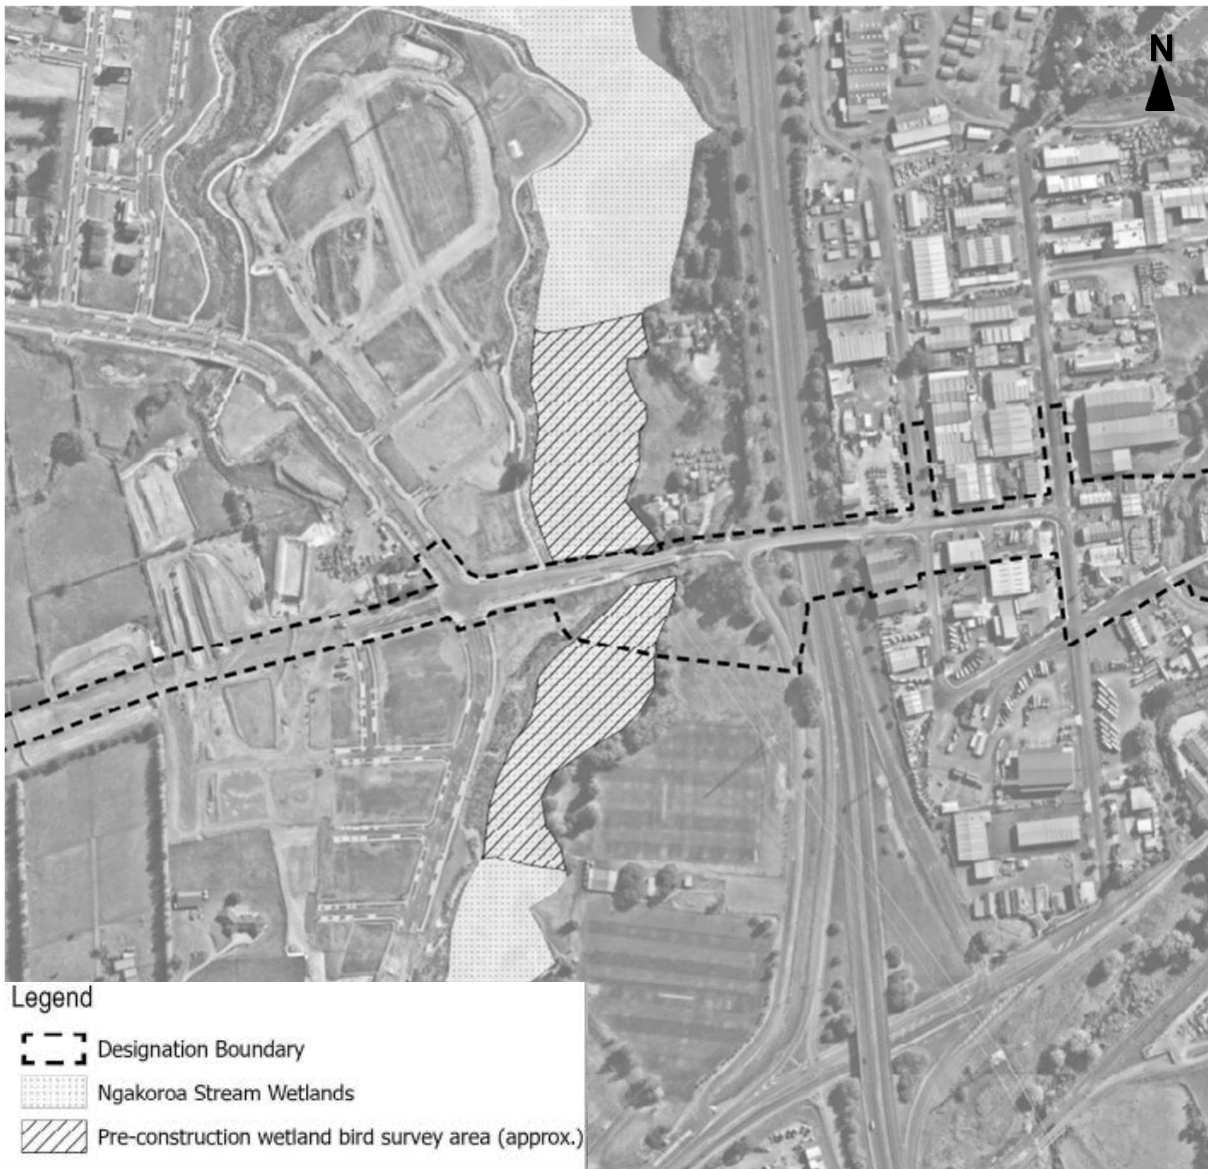 N
Legend
Designation Boundary
Ngakoroa Stream Wetlands
Pre-construction wetland bird survey area (approx.)